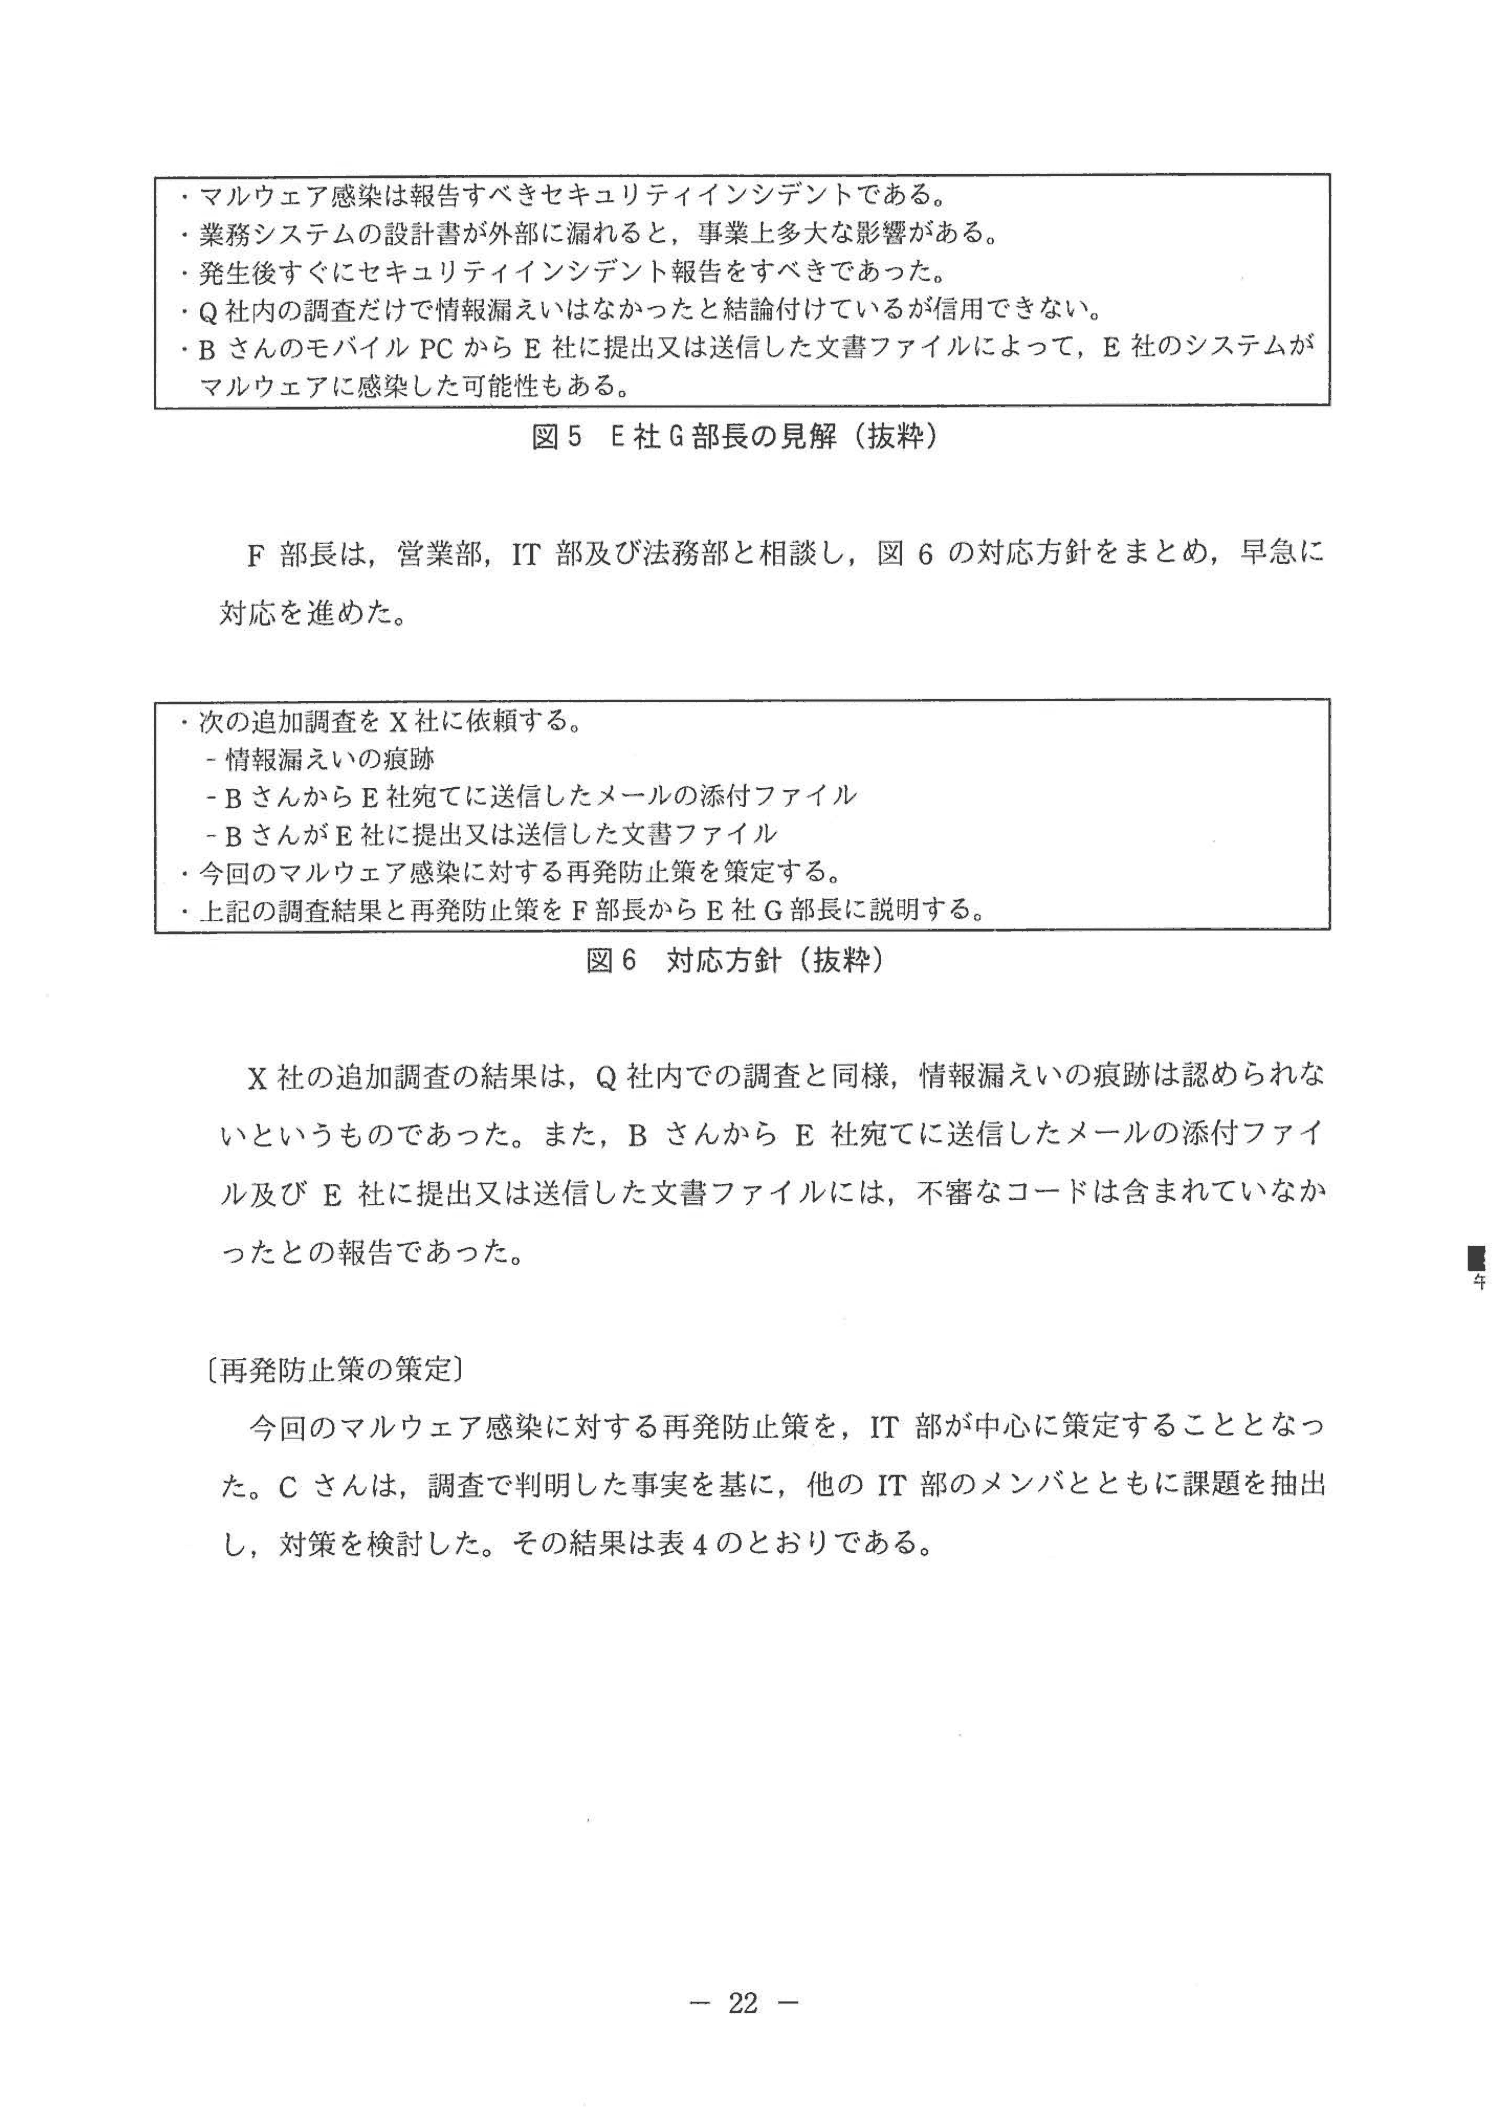 ・マルウェア感染は報告すべきセキュリティインシデントである。
・業務システムの設計書が外部に漏れると，事業上多大な影響がある。
・発生後すぐにセキュリティインシデント報告をすべきであった。
・Q社内の調査だけで情報漏えいはなかったと結論付けているが信用できない。
・B さんのモバイル PC から E 社に提出又は送信した文書ファイルによって，E 社のシステムが
マルウェアに感染した可能性もある。
図5　E社G部長の見解（抜粋）
F 部長は，営業部，IT 部及び法務部と相談し，図 6 の対応方針をまとめ，早急に
対応を進めた。
・次の追加調査を X 社に依頼する。
- 情報漏えいの痕跡
- B さんから E 社宛てに送信したメールの添付ファイル
- B さんが E 社に提出又は送信した文書ファイル
・今回のマルウェア感染に対する再発防止策を策定する。
・上記の調査結果と再発防止策を F 部長から E 社 G 部長に説明する。
図6　対応方針（抜粋）
X 社の追加調査の結果は，Q 社内での調査と同様，情報漏えいの痕跡は認められな
いというものであった。また，B さんから E 社宛てに送信したメールの添付ファイ
ル及び E 社に提出又は送信した文書ファイルには，不審なコードは含まれていなか
ったとの報告であった。
〔再発防止策の策定〕
今回のマルウェア感染に対する再発防止策を，IT 部が中心に策定することとなっ
た。C さんは，調査で判明した事実を基に，他の IT 部のメンバとともに課題を抽出
し，対策を検討した。その結果は表 4 のとおりである。
－ 22 －